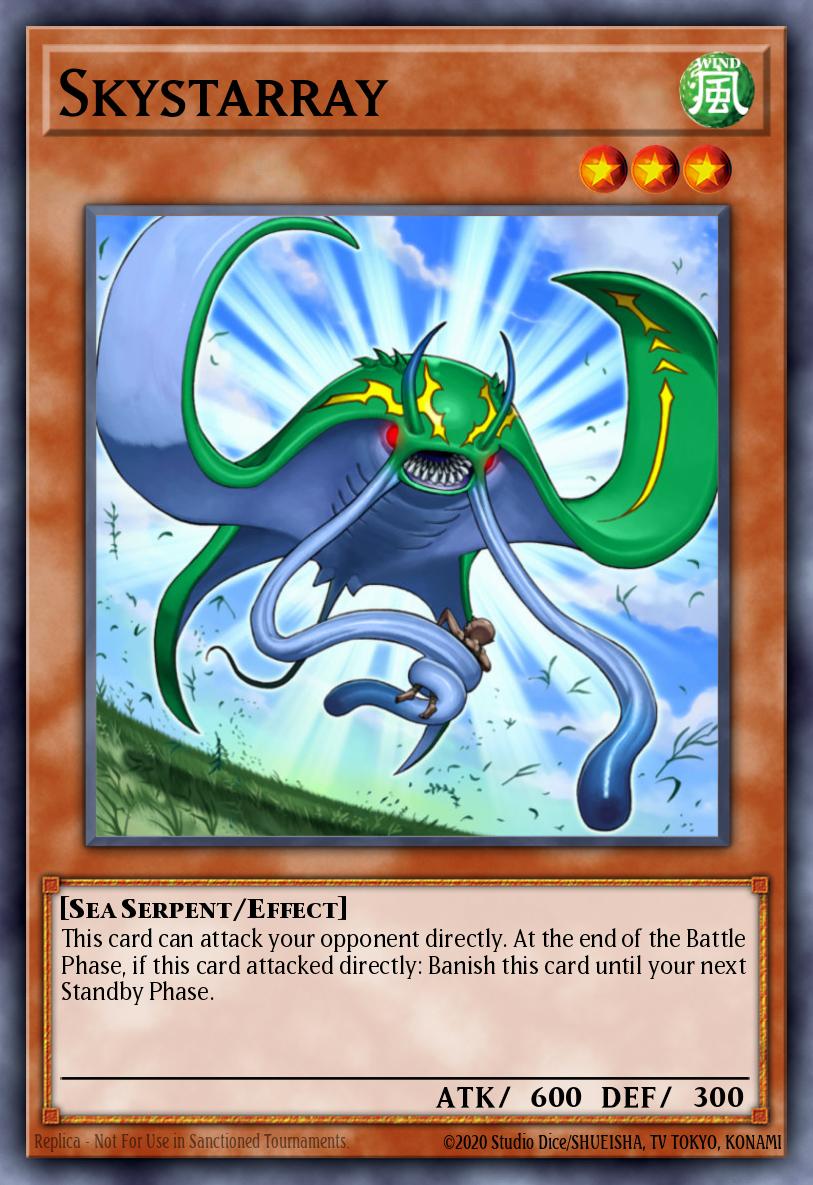 Skystarray
WIND
風
[Sea Serpent/Effect]
This card can attack your opponent directly. At the end of the Battle
Phase, if this card attacked directly: Banish this card until your next
Standby Phase.
ATK/ 600 DEF/ 300
Replica - Not For Use in Sanctioned Tournaments.
©2020 Studio Dice/SHUEISHA, TV TOKYO, KONAMI